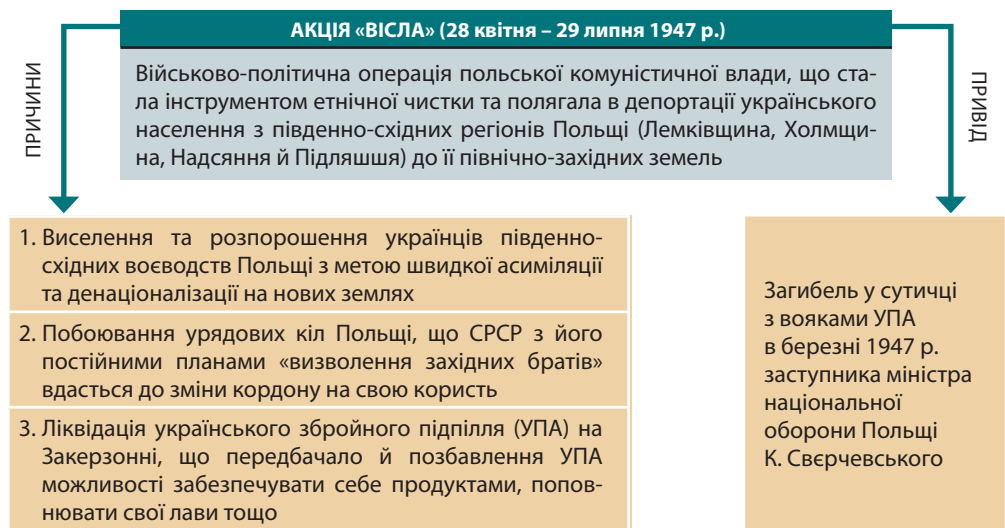 АКЦІЯ «ВІСЛА» (28 квітня – 29 липня 1947 р.)
Військово-політична операція польської комуністичної влади, що ста-
ла інструментом етнічної чистки та полягала в депортації українського
населення з південно-східних регіонів Польщі (Лемківщина, Холмщи-
на, Надсяння й Підляшшя) до її північно-західних земель
ПРИЧИНИ
1. Виселення та розпорошення українців південно-
східних воєводств Польщі з метою швидкої асиміляції
та денаціоналізації на нових землях
2. Побоювання урядових кіл Польщі, що СРСР з його
постійними планами «визволення західних братів»
вдасться до зміни кордону на свою користь
3. Ліквідація українського збройного підпілля (УПА) на
Закерзонні, що передбачало й позбавлення УПА
можливості забезпечувати себе продуктами, попов-
нювати свої лави тощо
ПРИВІД
Загибель у сутичці
з вояками УПА
в березні 1947 р.
заступника міністра
національної
оборони Польщі
К. Свєрчевського